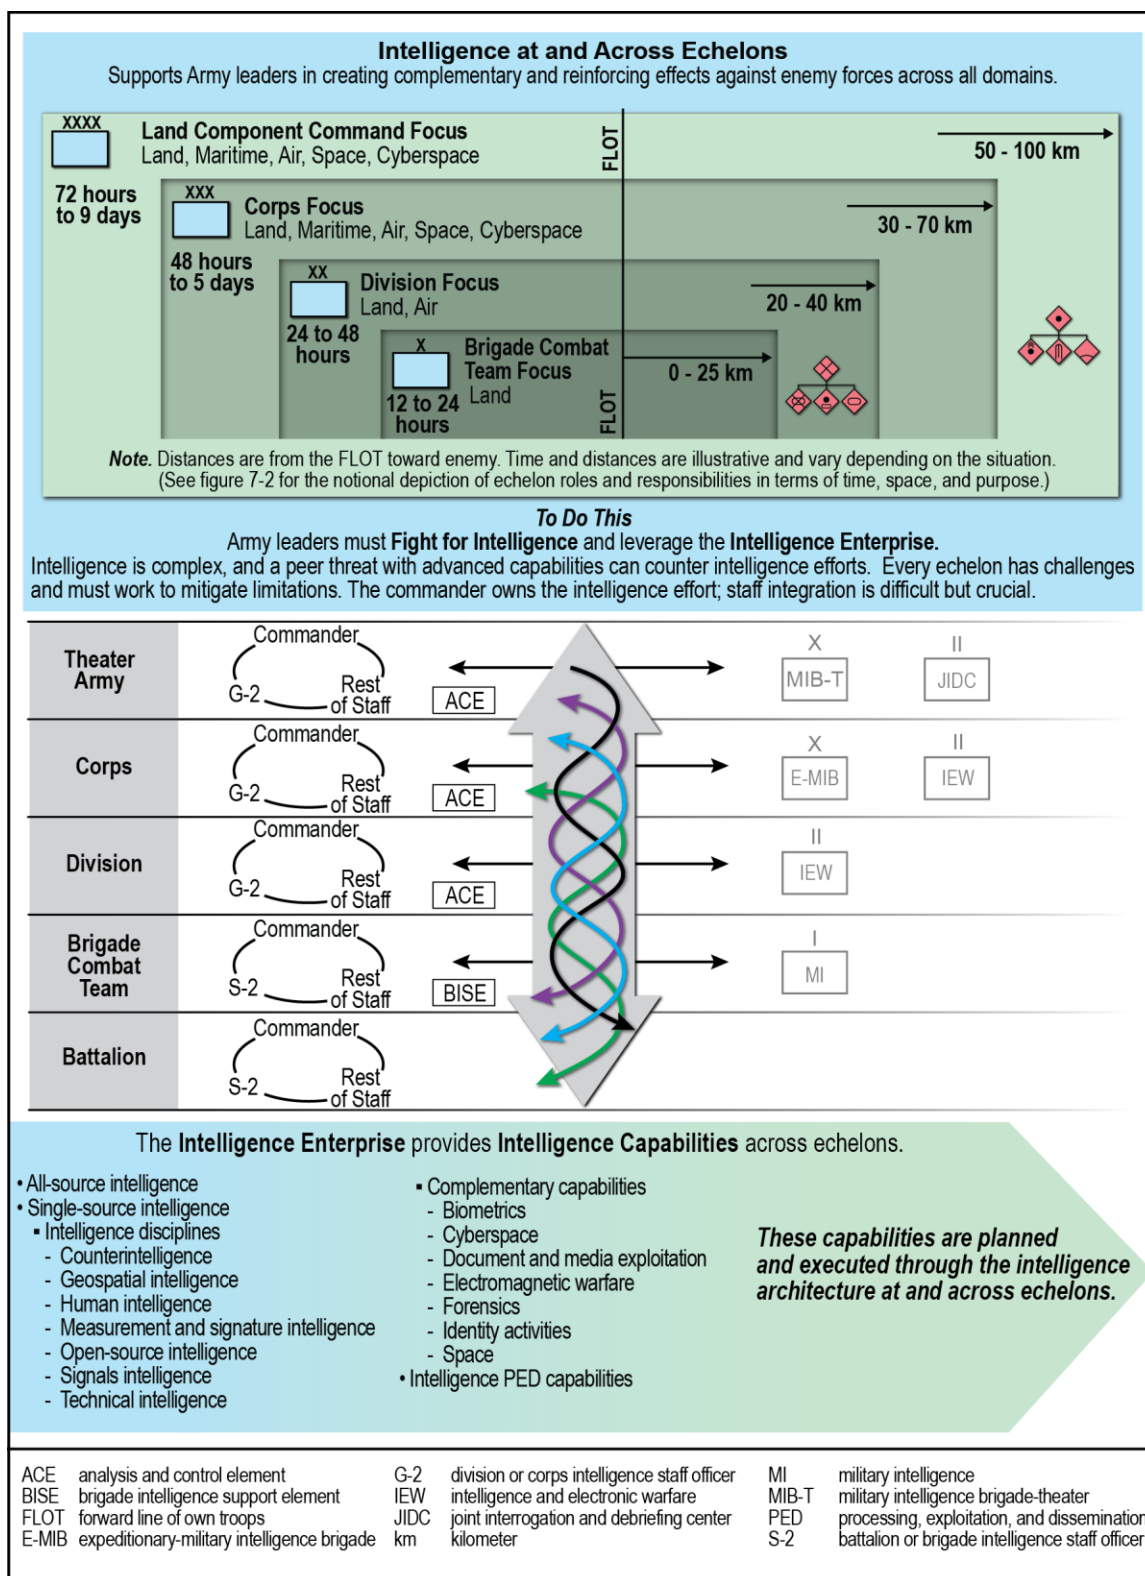 Intelligence at and Across Echelons
Supports Army leaders in creating complementary and reinforcing effects against enemy forces across all domains.
XXXX
Land Component Command Focus
Land, Maritime, Air, Space, Cyberspace
72 hours
to 9 days
FLOT
50 - 100 km
XXX
Corps Focus
Land, Maritime, Air, Space, Cyberspace
48 hours
to 5 days
30 - 70 km
XX
Division Focus
Land, Air
24 to 48
hours
20 - 40 km
X
Brigade Combat
Team Focus
Land
12 to 24
hours
FLOT
0 - 25 km
Note. Distances are from the FLOT toward enemy. Time and distances are illustrative and vary depending on the situation.
(See figure 7-2 for the notional depiction of echelon roles and responsibilities in terms of time, space, and purpose.)
To Do This
Army leaders must Fight for Intelligence and leverage the Intelligence Enterprise.
Intelligence is complex, and a peer threat with advanced capabilities can counter intelligence efforts. Every echelon has challenges
and must work to mitigate limitations. The commander owns the intelligence effort; staff integration is difficult but crucial.
Theater
Army
Commander
G-2
Rest
of Staff
ACE
X
MIB-T
II
JIDC
Corps
Commander
G-2
Rest
of Staff
ACE
X
E-MIB
II
IEW
Division
Commander
G-2
Rest
of Staff
ACE
II
IEW
Brigade
Combat
Team
Commander
S-2
Rest
of Staff
BISE
I
MI
Battalion
Commander
S-2
Rest
of Staff
The Intelligence Enterprise provides Intelligence Capabilities across echelons.
• All-source intelligence
• Single-source intelligence
▪ Intelligence disciplines
- Counterintelligence
- Geospatial intelligence
- Human intelligence
- Measurement and signature intelligence
- Open-source intelligence
- Signals intelligence
- Technical intelligence
▪ Complementary capabilities
- Biometrics
- Cyberspace
- Document and media exploitation
- Electromagnetic warfare
- Forensics
- Identity activities
- Space
• Intelligence PED capabilities
These capabilities are planned
and executed through the intelligence
architecture at and across echelons.
ACE analysis and control element
BISE brigade intelligence support element
FLOT forward line of own troops
E-MIB expeditionary-military intelligence brigade
G-2 division or corps intelligence staff officer
IEW intelligence and electronic warfare
JIDC joint interrogation and debriefing center
km kilometer
MI military intelligence
MIB-T military intelligence brigade-theater
PED processing, exploitation, and dissemination
S-2 battalion or brigade intelligence staff officer